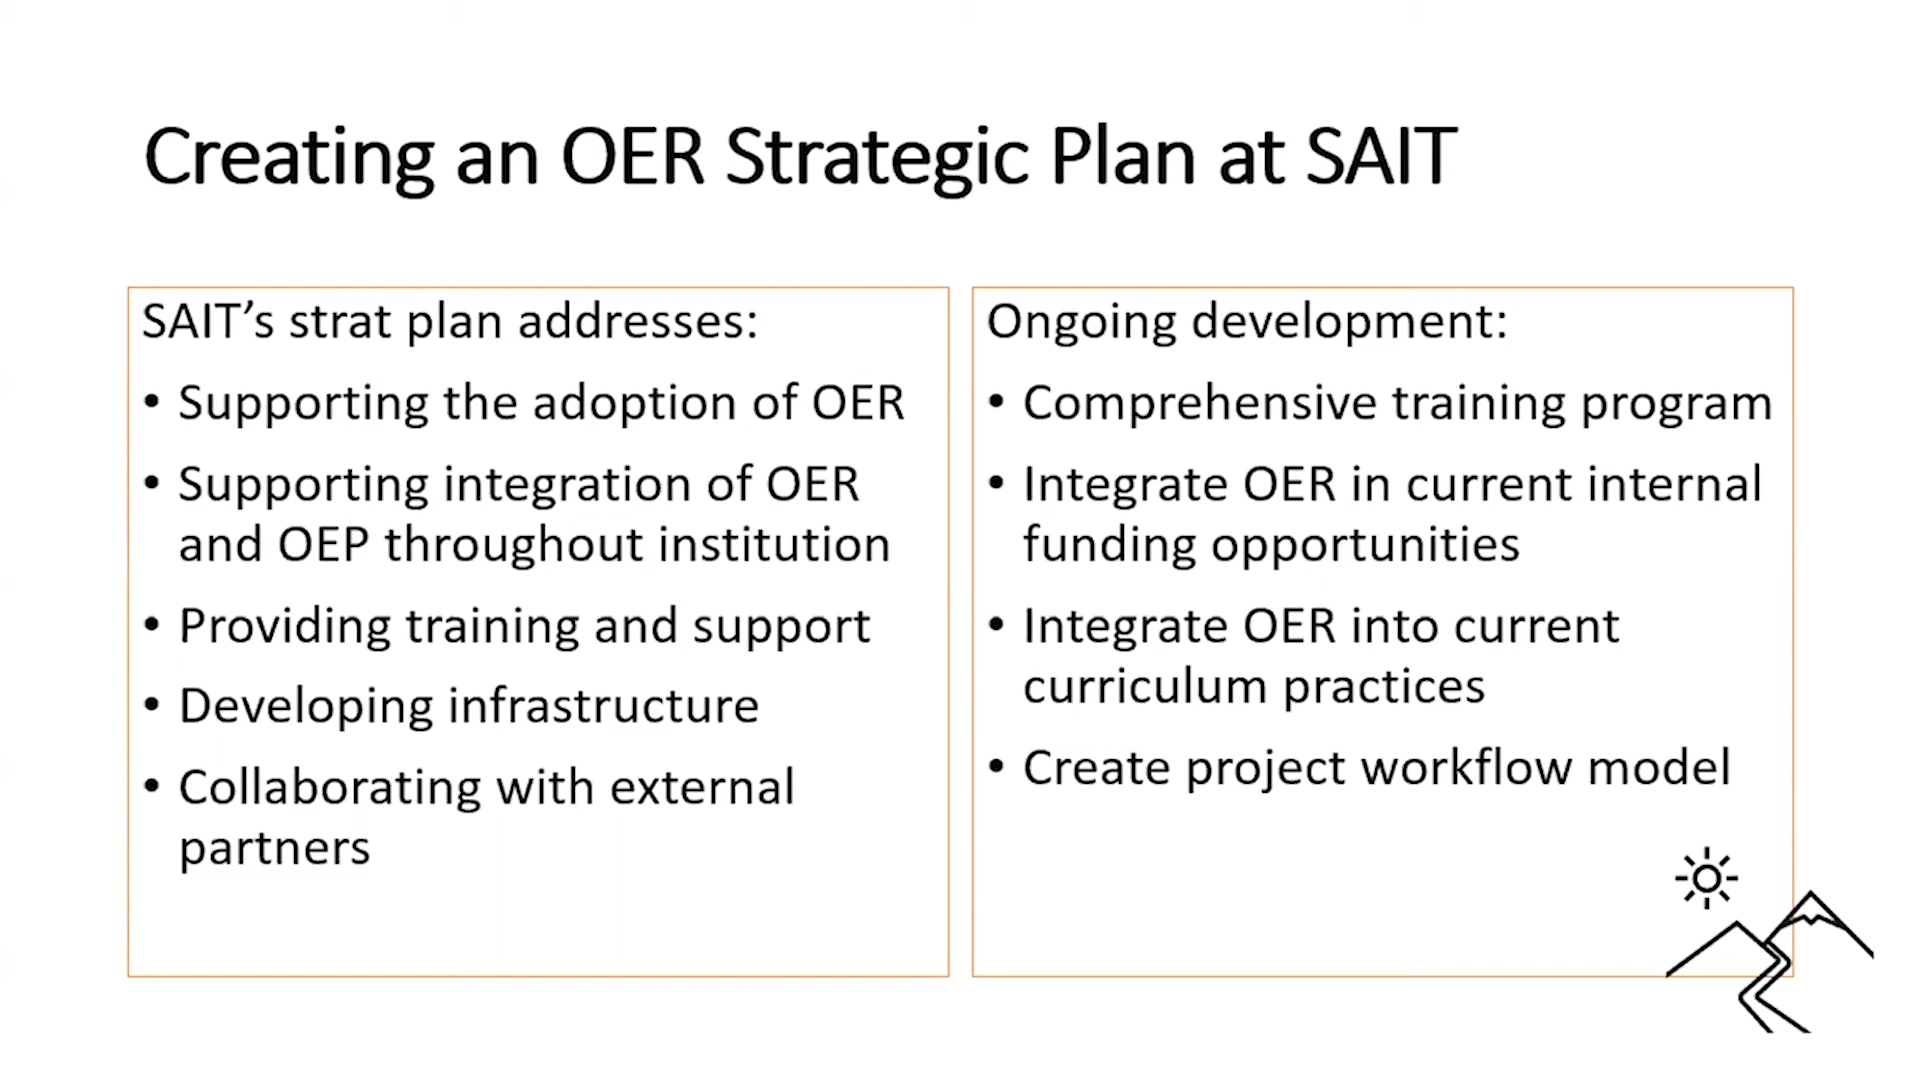 Creating an OER Strategic Plan at SAIT
SAIT’s strat plan addresses:
• Supporting the adoption of OER
• Supporting integration of OER
and OEP throughout institution
• Providing training and support
• Developing infrastructure
• Collaborating with external
partners
Ongoing development:
• Comprehensive training program
• Integrate OER in current internal
funding opportunities
• Integrate OER into current
curriculum practices
• Create project workflow model